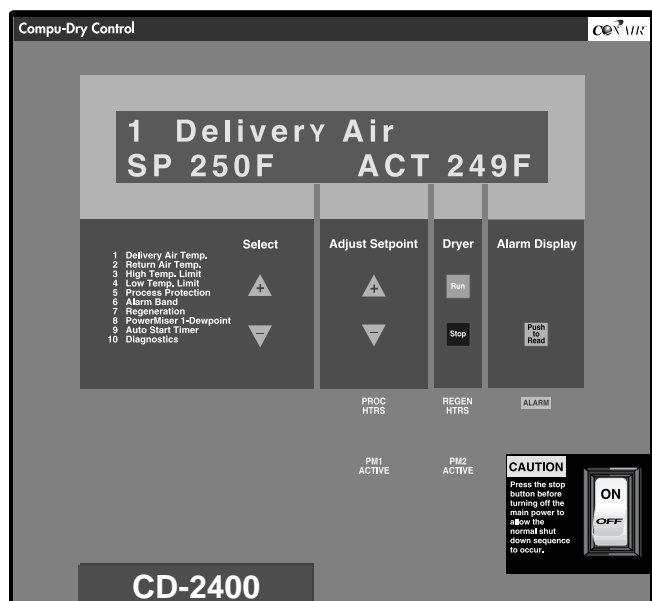 Compu-Dry Control
CONAIR
1 Delivery Air
SP 250F ACT 249F
Select
1 Delivery Air Temp.
2 Return Air Temp.
3 High Temp. Limit
4 Low Temp. Limit
5 Process Protection
6 Alarm Band
7 Regeneration
8 PowerMiser 1-Dewpoint
9 Auto Start Timer
10 Diagnostics
+
−
Adjust Setpoint
+
−
Dryer
Run
Stop
Alarm Display
Push
to
Read
PROC
HTRS
REGEN
HTRS
ALARM
PM1
ACTIVE
PM2
ACTIVE
CAUTION
Press the stop
button before
turning off the
main power to
allow the
normal shut
down sequence
to occur.
ON
OFF
CD-2400